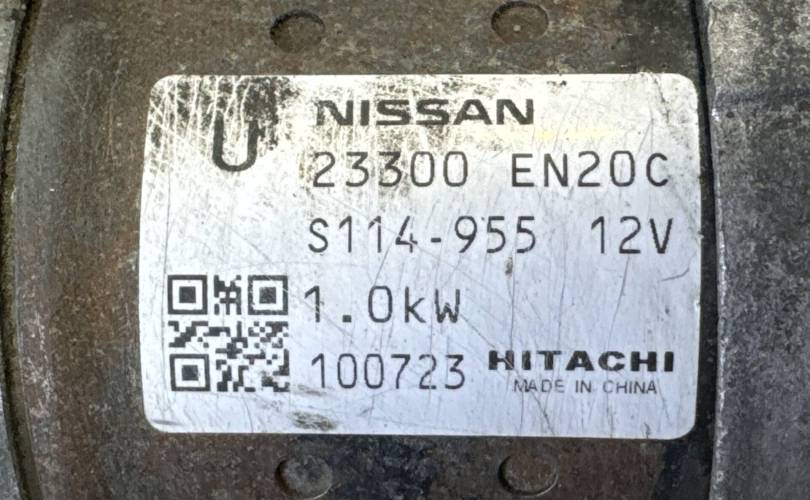 U
NISSAN
23300 EN20C
S114-955 12V
1.0kW
100723 HITACHI
MADE IN CHINA